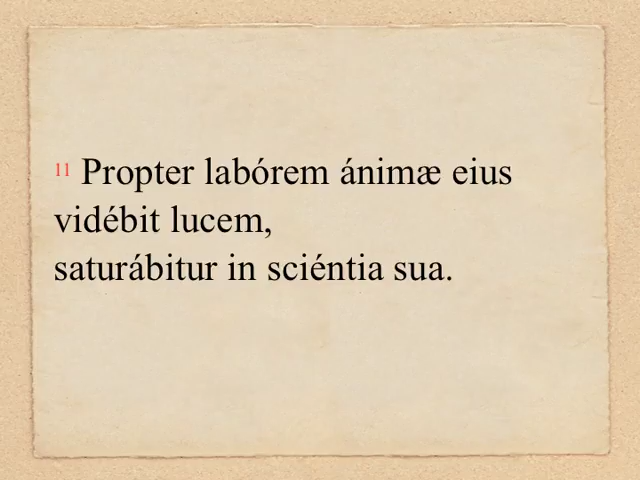 11 Propter labórem ánimæ eius
vidébit lucem,
saturábitur in sciéntia sua.